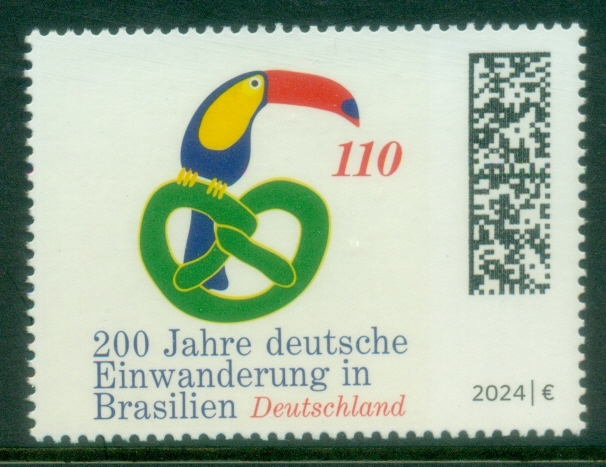 110
200 Jahre deutsche
Einwanderung in
Brasilien Deutschland
2024|€